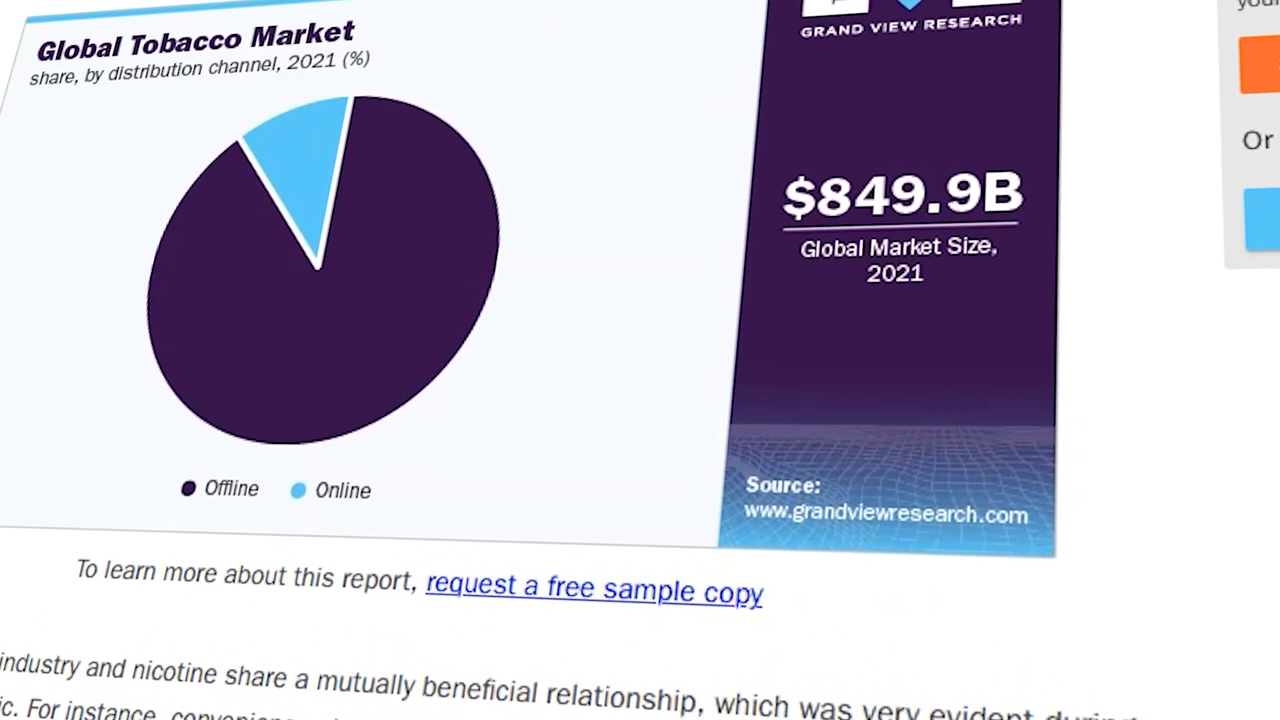 Global Tobacco Market
share, by distribution channel, 2021 (%)
Offline
Online
GRAND VIEW RESEARCH
$849.9B
Global Market Size,
2021
Source:
www.grandviewresearch.com
Or
To learn more about this report, request a free sample copy
industry and nicotine share a mutually beneficial relationship, which was very evident during
ic. For instance,